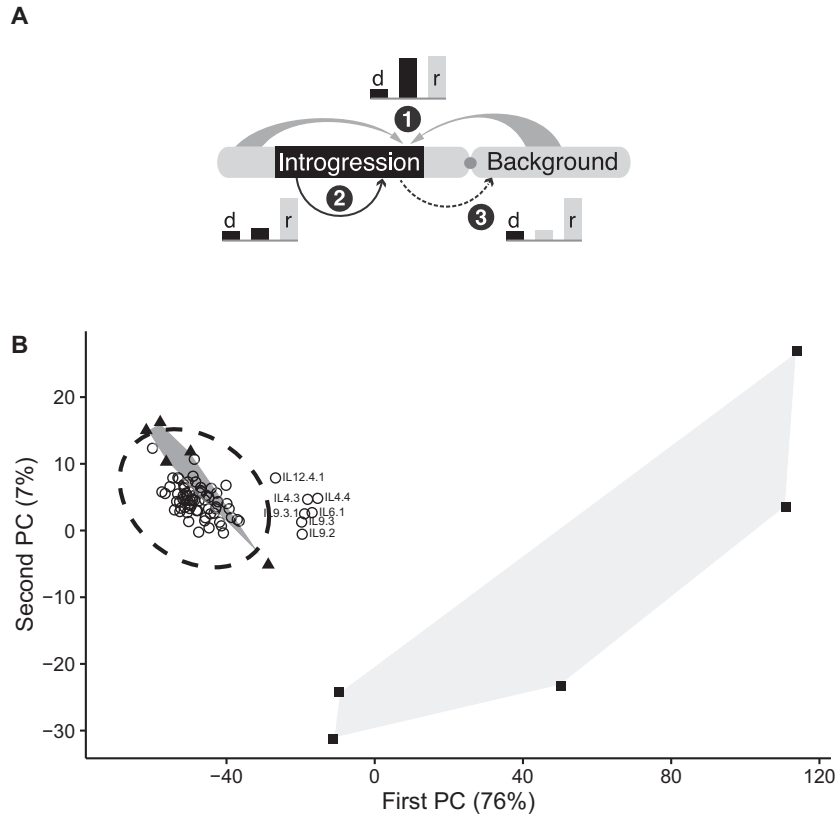 A
d r
1
Introgression Background
2
3
d r
d r
B
20
10
0
−10
−20
−30
Second PC (7%)
IL12.4.1
IL4.3 IL4.4
IL9.3.1 IL6.1
IL9.3
IL9.2
−40 0 40 80 120
First PC (76%)